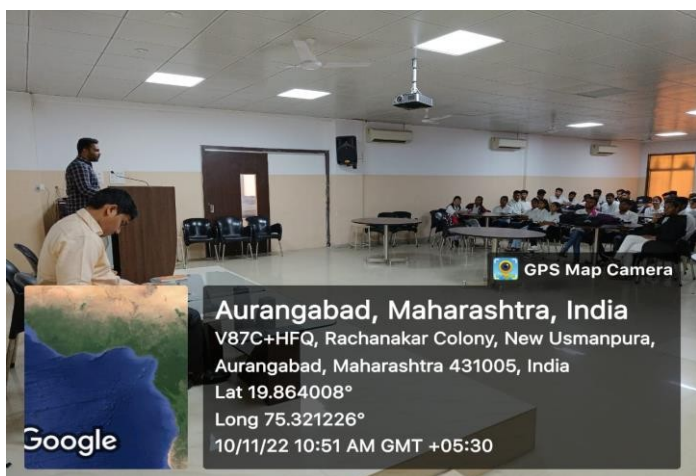 GPS Map Camera
Aurangabad, Maharashtra, India
V87C+HFQ, Rachanakar Colony, New Usmanpura,
Aurangabad, Maharashtra 431005, India
Lat 19.864008°
Long 75.321226°
10/11/22 10:51 AM GMT +05:30
Google